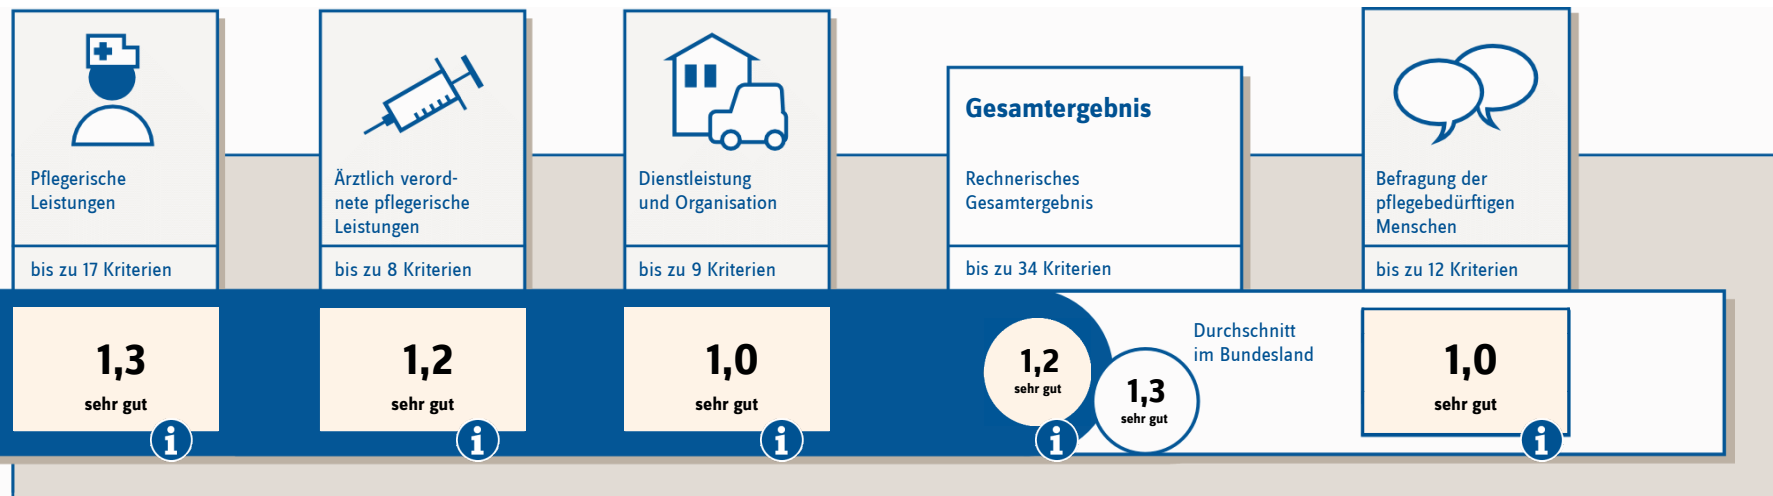 Pflegerische
Leistungen
bis zu 17 Kriterien
1,3
sehr gut
i
Ärztlich verord-
nete pflegerische
Leistungen
bis zu 8 Kriterien
1,2
sehr gut
i
Dienstleistung
und Organisation
bis zu 9 Kriterien
1,0
sehr gut
i
Gesamtergebnis
Rechnerisches
Gesamtergebnis
bis zu 34 Kriterien
1,2
sehr gut
i
Durchschnitt
im Bundesland
1,3
sehr gut
Befragung der
pflegebedürftigen
Menschen
bis zu 12 Kriterien
1,0
sehr gut
i